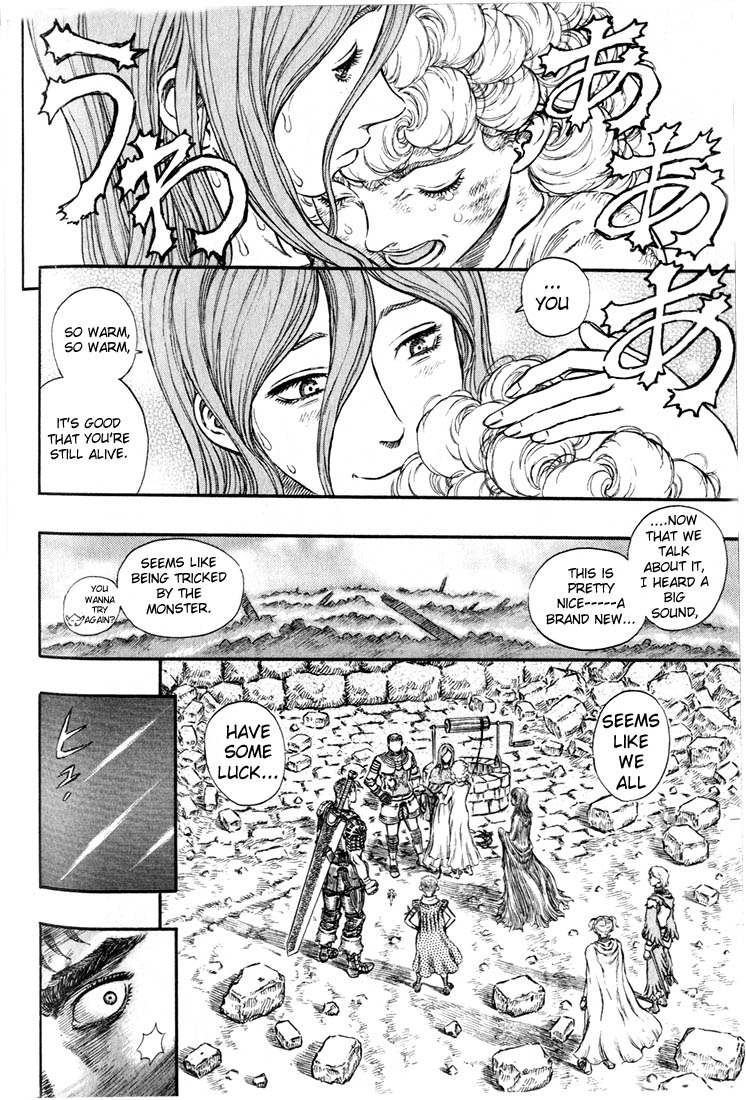 あ
あ
あ
うわ
...
YOU
SO WARM,
SO WARM,
IT'S GOOD
THAT YOU'RE
STILL ALIVE.
....NOW
THAT WE
TALK
ABOUT IT,
I HEARD A
BIG
SOUND,
THIS IS
PRETTY
NICE-----A
BRAND NEW...
SEEMS LIKE
BEING TRICKED
BY THE
MONSTER.
YOU
WANNA
TRY
AGAIN?
SEEMS
LIKE
WE
ALL
HAVE
SOME
LUCK...
ヒュ